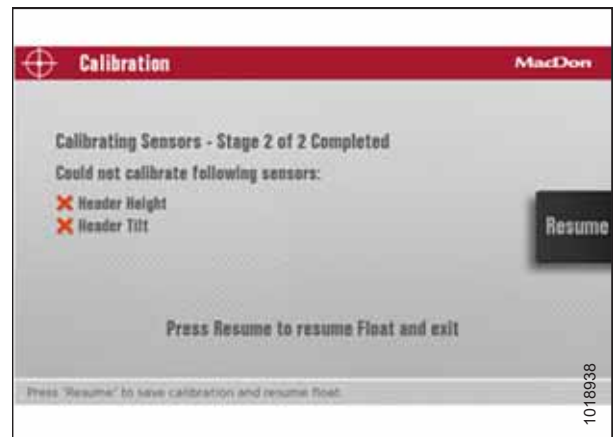 Calibration
MacDon
Calibrating Sensors - Stage 2 of 2 Completed
Could not calibrate following sensors:
Header Height
Header Tilt
Resume
Press Resume to resume Float and exit
Press "Resume" to save calibration and resume float.
1018938